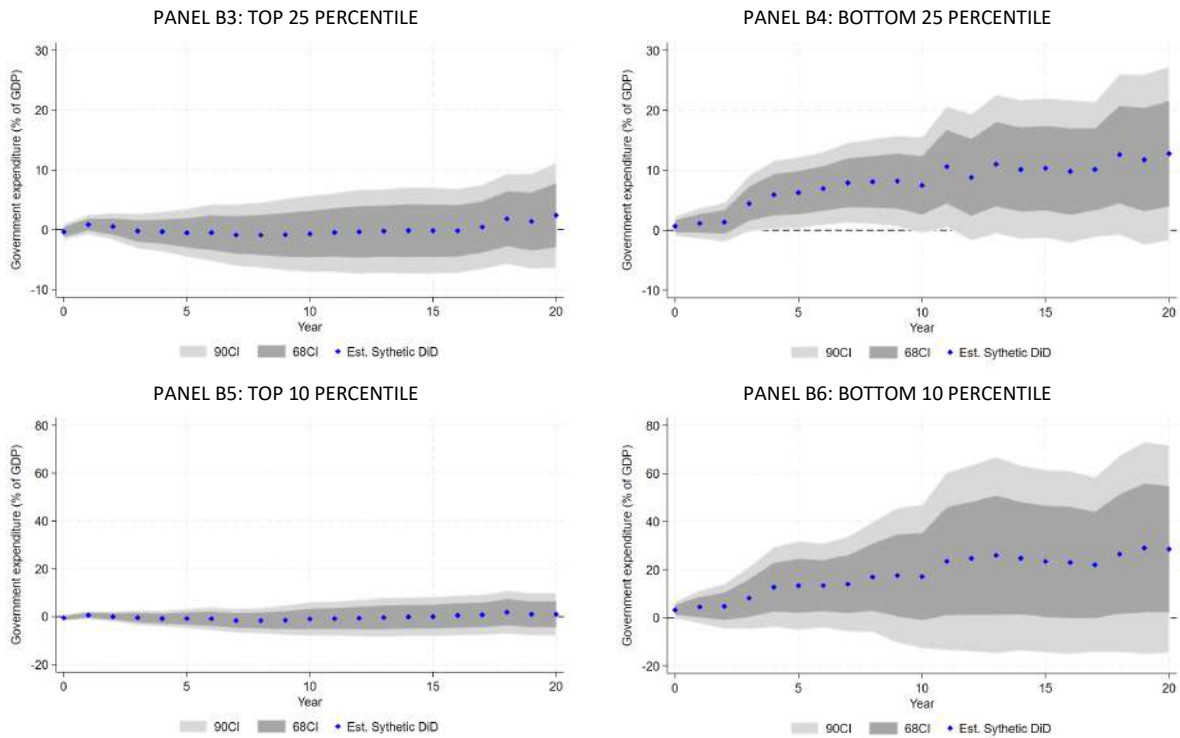 PANEL B3: TOP 25 PERCENTILE
Government expenditure (% of GDP)
30
20
10
0
-10
0 5 10 15 20
Year
90CI 68CI Est. Sythetic DiD
PANEL B4: BOTTOM 25 PERCENTILE
Government expenditure (% of GDP)
30
20
10
0
-10
0 5 10 15 20
Year
90CI 68CI Est. Sythetic DiD
PANEL B5: TOP 10 PERCENTILE
Government expenditure (% of GDP)
80
60
40
20
0
-20
0 5 10 15 20
Year
90CI 68CI Est. Sythetic DiD
PANEL B6: BOTTOM 10 PERCENTILE
Government expenditure (% of GDP)
80
60
40
20
0
-20
0 5 10 15 20
Year
90CI 68CI Est. Sythetic DiD